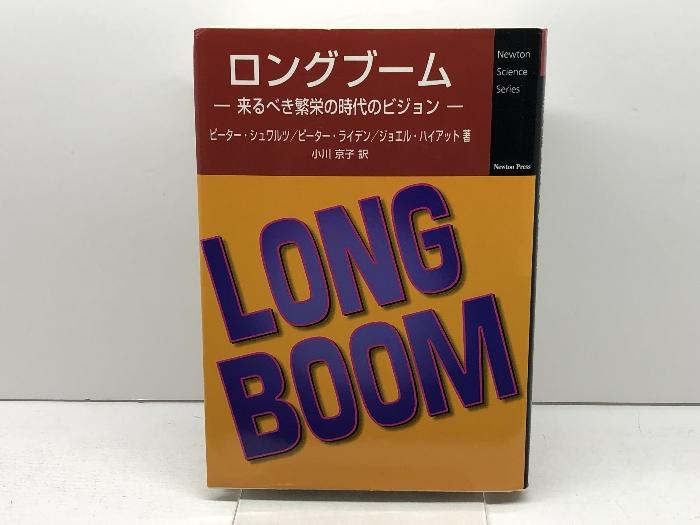 ロングブーム
― 来るべき繁栄の時代のビジョン ―
ピーター・シュワルツ／ピーター・ライデン／ジョエル・ハイアット 著
小川 京子 訳
Newton
Science
Series
Newton Press
LONG
BOOM